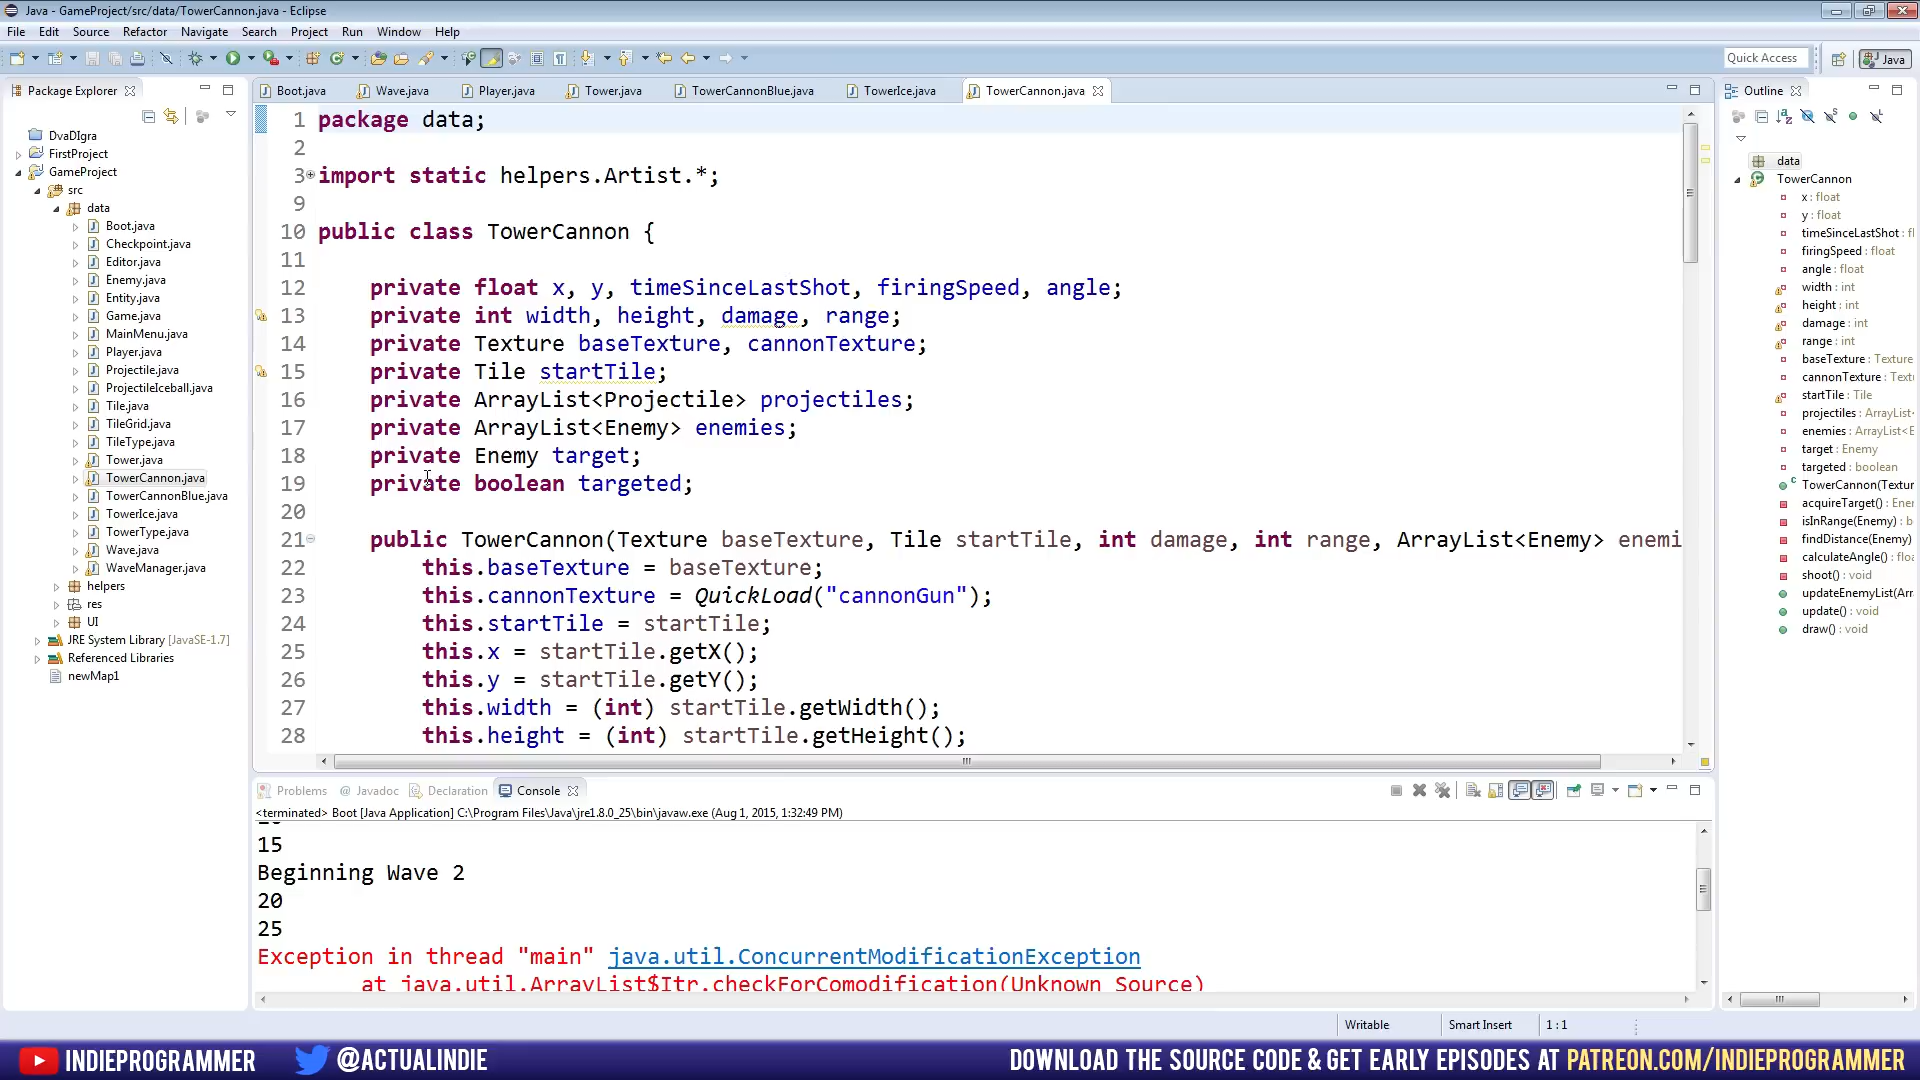 Java - GameProject/src/data/TowerCannon.java - Eclipse
File Edit Source Refactor Navigate Search Project Run Window Help
Quick Access
Java
Package Explorer
DvaDIgra
FirstProject
GameProject
src
data
Boot.java
Checkpoint.java
Editor.java
Enemy.java
Entity.java
Game.java
MainMenu.java
Player.java
Projectile.java
ProjectileIceball.java
Tile.java
TileGrid.java
TileType.java
Tower.java
TowerCannon.java
TowerCannonBlue.java
TowerIce.java
TowerType.java
Wave.java
WaveManager.java
helpers
res
UI
JRE System Library [JavaSE-1.7]
Referenced Libraries
newMap1
Boot.java Wave.java Player.java Tower.java TowerCannonBlue.java TowerIce.java TowerCannon.java
1 package data;
2
3 import static helpers.Artist.*;
9
10 public class TowerCannon {
11
12 private float x, y, timeSinceLastShot, firingSpeed, angle;
13 private int width, height, damage, range;
14 private Texture baseTexture, cannonTexture;
15 private Tile startTile;
16 private ArrayList<Projectile> projectiles;
17 private ArrayList<Enemy> enemies;
18 private Enemy target;
19 private boolean targeted;
20
21 public TowerCannon(Texture baseTexture, Tile startTile, int damage, int range, ArrayList<Enemy> enemi
22 this.baseTexture = baseTexture;
23 this.cannonTexture = QuickLoad("cannonGun");
24 this.startTile = startTile;
25 this.x = startTile.getX();
26 this.y = startTile.getY();
27 this.width = (int) startTile.getWidth();
28 this.height = (int) startTile.getHeight();
Outline
data
TowerCannon
x : float
y : float
timeSinceLastShot : fl
firingSpeed : float
angle : float
width : int
height : int
damage : int
range : int
baseTexture : Texture
cannonTexture : Text
startTile : Tile
projectiles : ArrayList<
enemies : ArrayList<E
target : Enemy
targeted : boolean
TowerCannon(Textur
acquireTarget() : Ene
isInRange(Enemy) : b
findDistance(Enemy)
calculateAngle() : floa
shoot() : void
updateEnemyList(Arr
update() : void
draw() : void
Problems @ Javadoc Declaration Console
<terminated> Boot [Java Application] C:\Program Files\Java\jre1.8.0_25\bin\javaw.exe (Aug 1, 2015, 1:32:49 PM)
15
Beginning Wave 2
20
25
Exception in thread "main" java.util.ConcurrentModificationException
at java.util.ArrayList$Itr.checkForComodification(Unknown Source)
Writable Smart Insert 1 : 1
INDIEPROGRAMMER @ACTUALINDIE DOWNLOAD THE SOURCE CODE & GET EARLY EPISODES AT PATREON.COM/INDIEPROGRAMMER